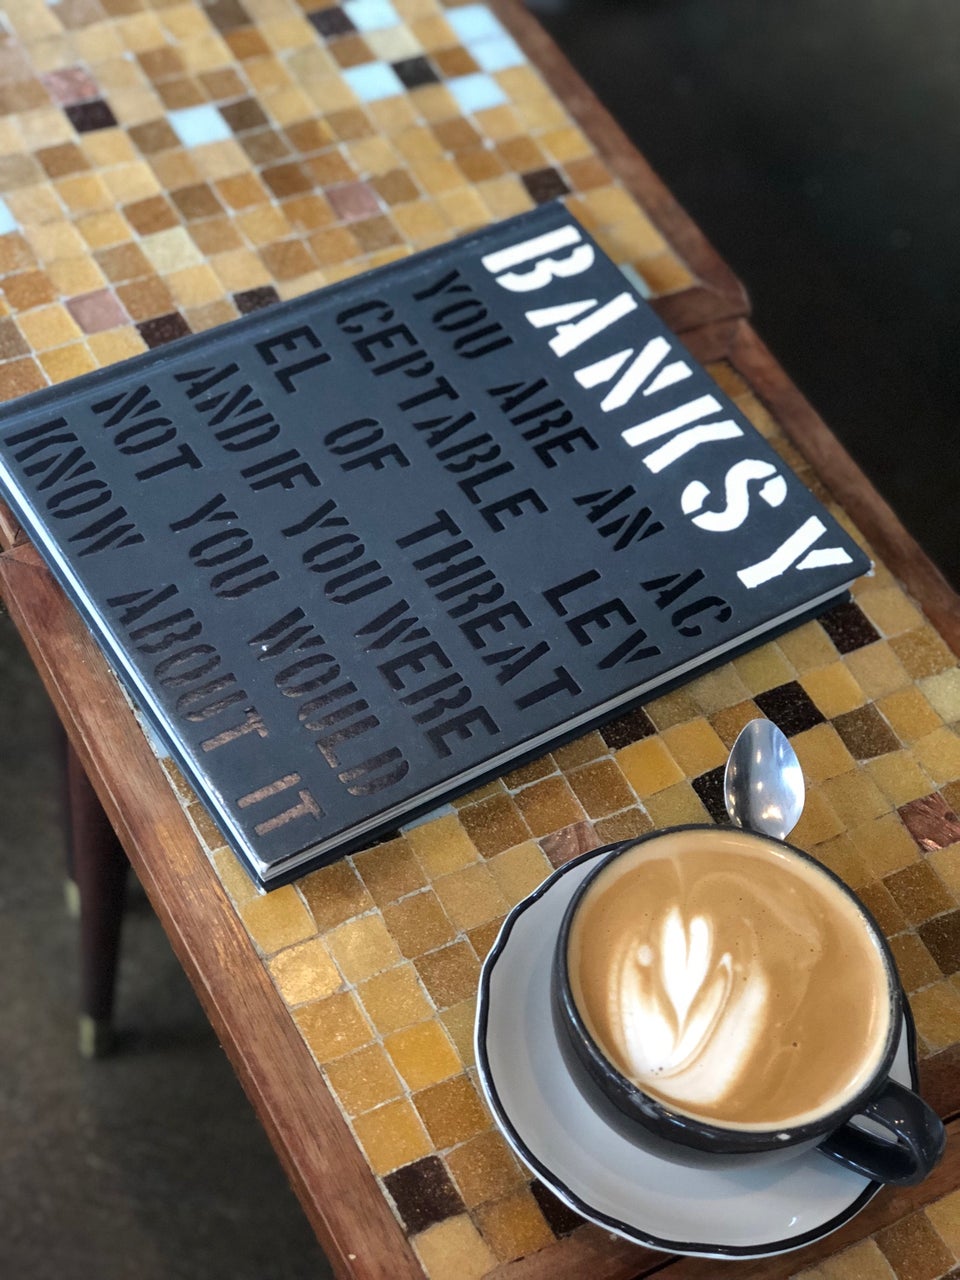 BANKSY
YOU ARE AN AC
CEPTABLE LEV
EL OF THREAT
AND IF YOU WERE
NOT YOU WOULD
KNOW ABOUT IT